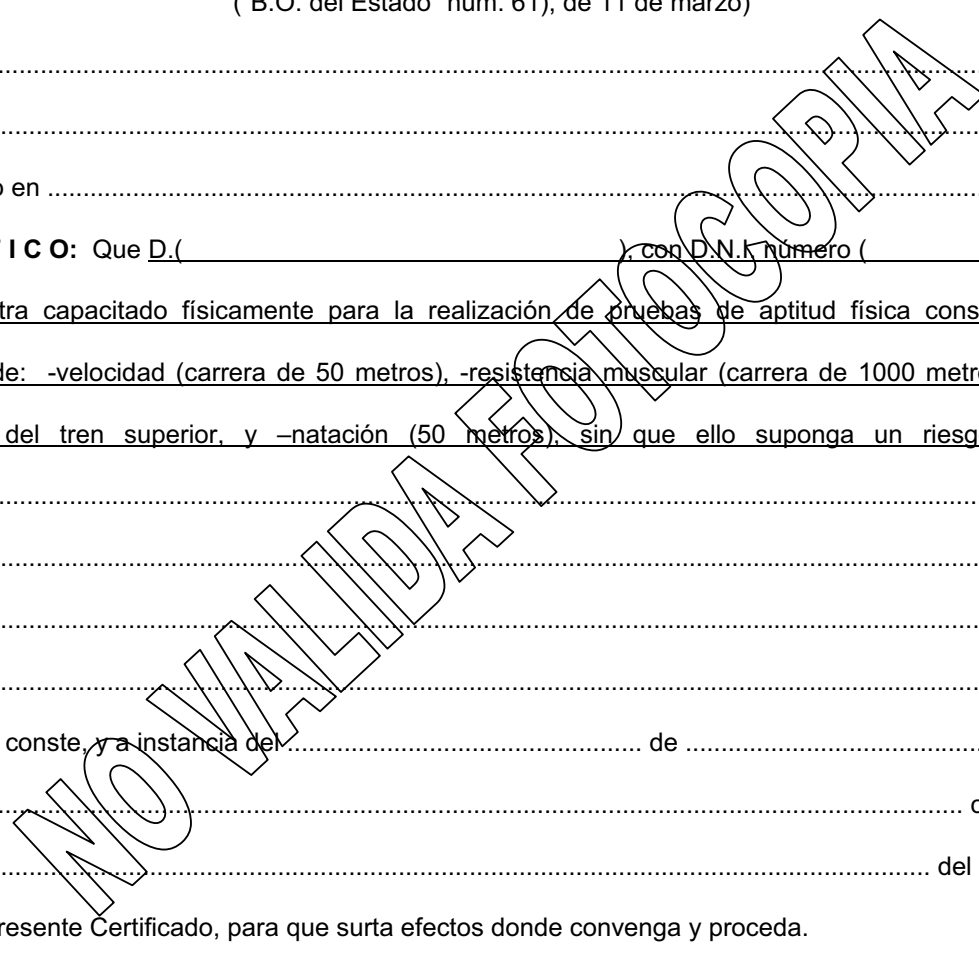 ( B.O. del Estado núm. 61), de 11 de marzo)
....................................................................................................
....................................................................................................
o en ....................................................................................................
I C O: Que D.( ), con D.N.I. número (
tra capacitado físicamente para la realización de pruebas de aptitud física cons
de: -velocidad (carrera de 50 metros), -resistencia muscular (carrera de 1000 metro
del tren superior, y –natación (50 metros), sin que ello suponga un riesg
....................................................................................................
....................................................................................................
....................................................................................................
....................................................................................................
conste, y a instancia del .................................................. de ........................................
.................................................................................................... d
.................................................................................................... del
resente Certificado, para que surta efectos donde convenga y proceda.
NO VALIDA FOTOCOPIA